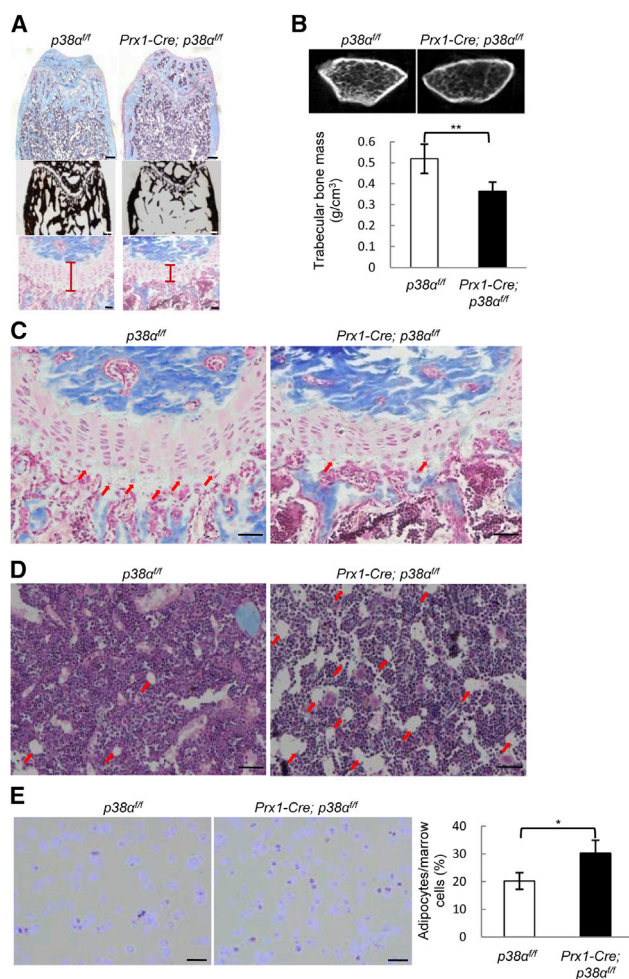 A
p38α^f/f Prx1-Cre; p38α^f/f
B
p38α^f/f Prx1-Cre; p38α^f/f
**
Trabecular bone mass
(g/cm³)
0.6
0.5
0.4
0.3
0.2
0.1
0
p38α^f/f Prx1-Cre;
p38α^f/f
C
p38α^f/f Prx1-Cre; p38α^f/f
D
p38α^f/f Prx1-Cre; p38α^f/f
E
p38α^f/f Prx1-Cre; p38α^f/f
*
Adipocytes/marrow
cells (%)
40
30
20
10
0
p38α^f/f Prx1-Cre;
p38α^f/f